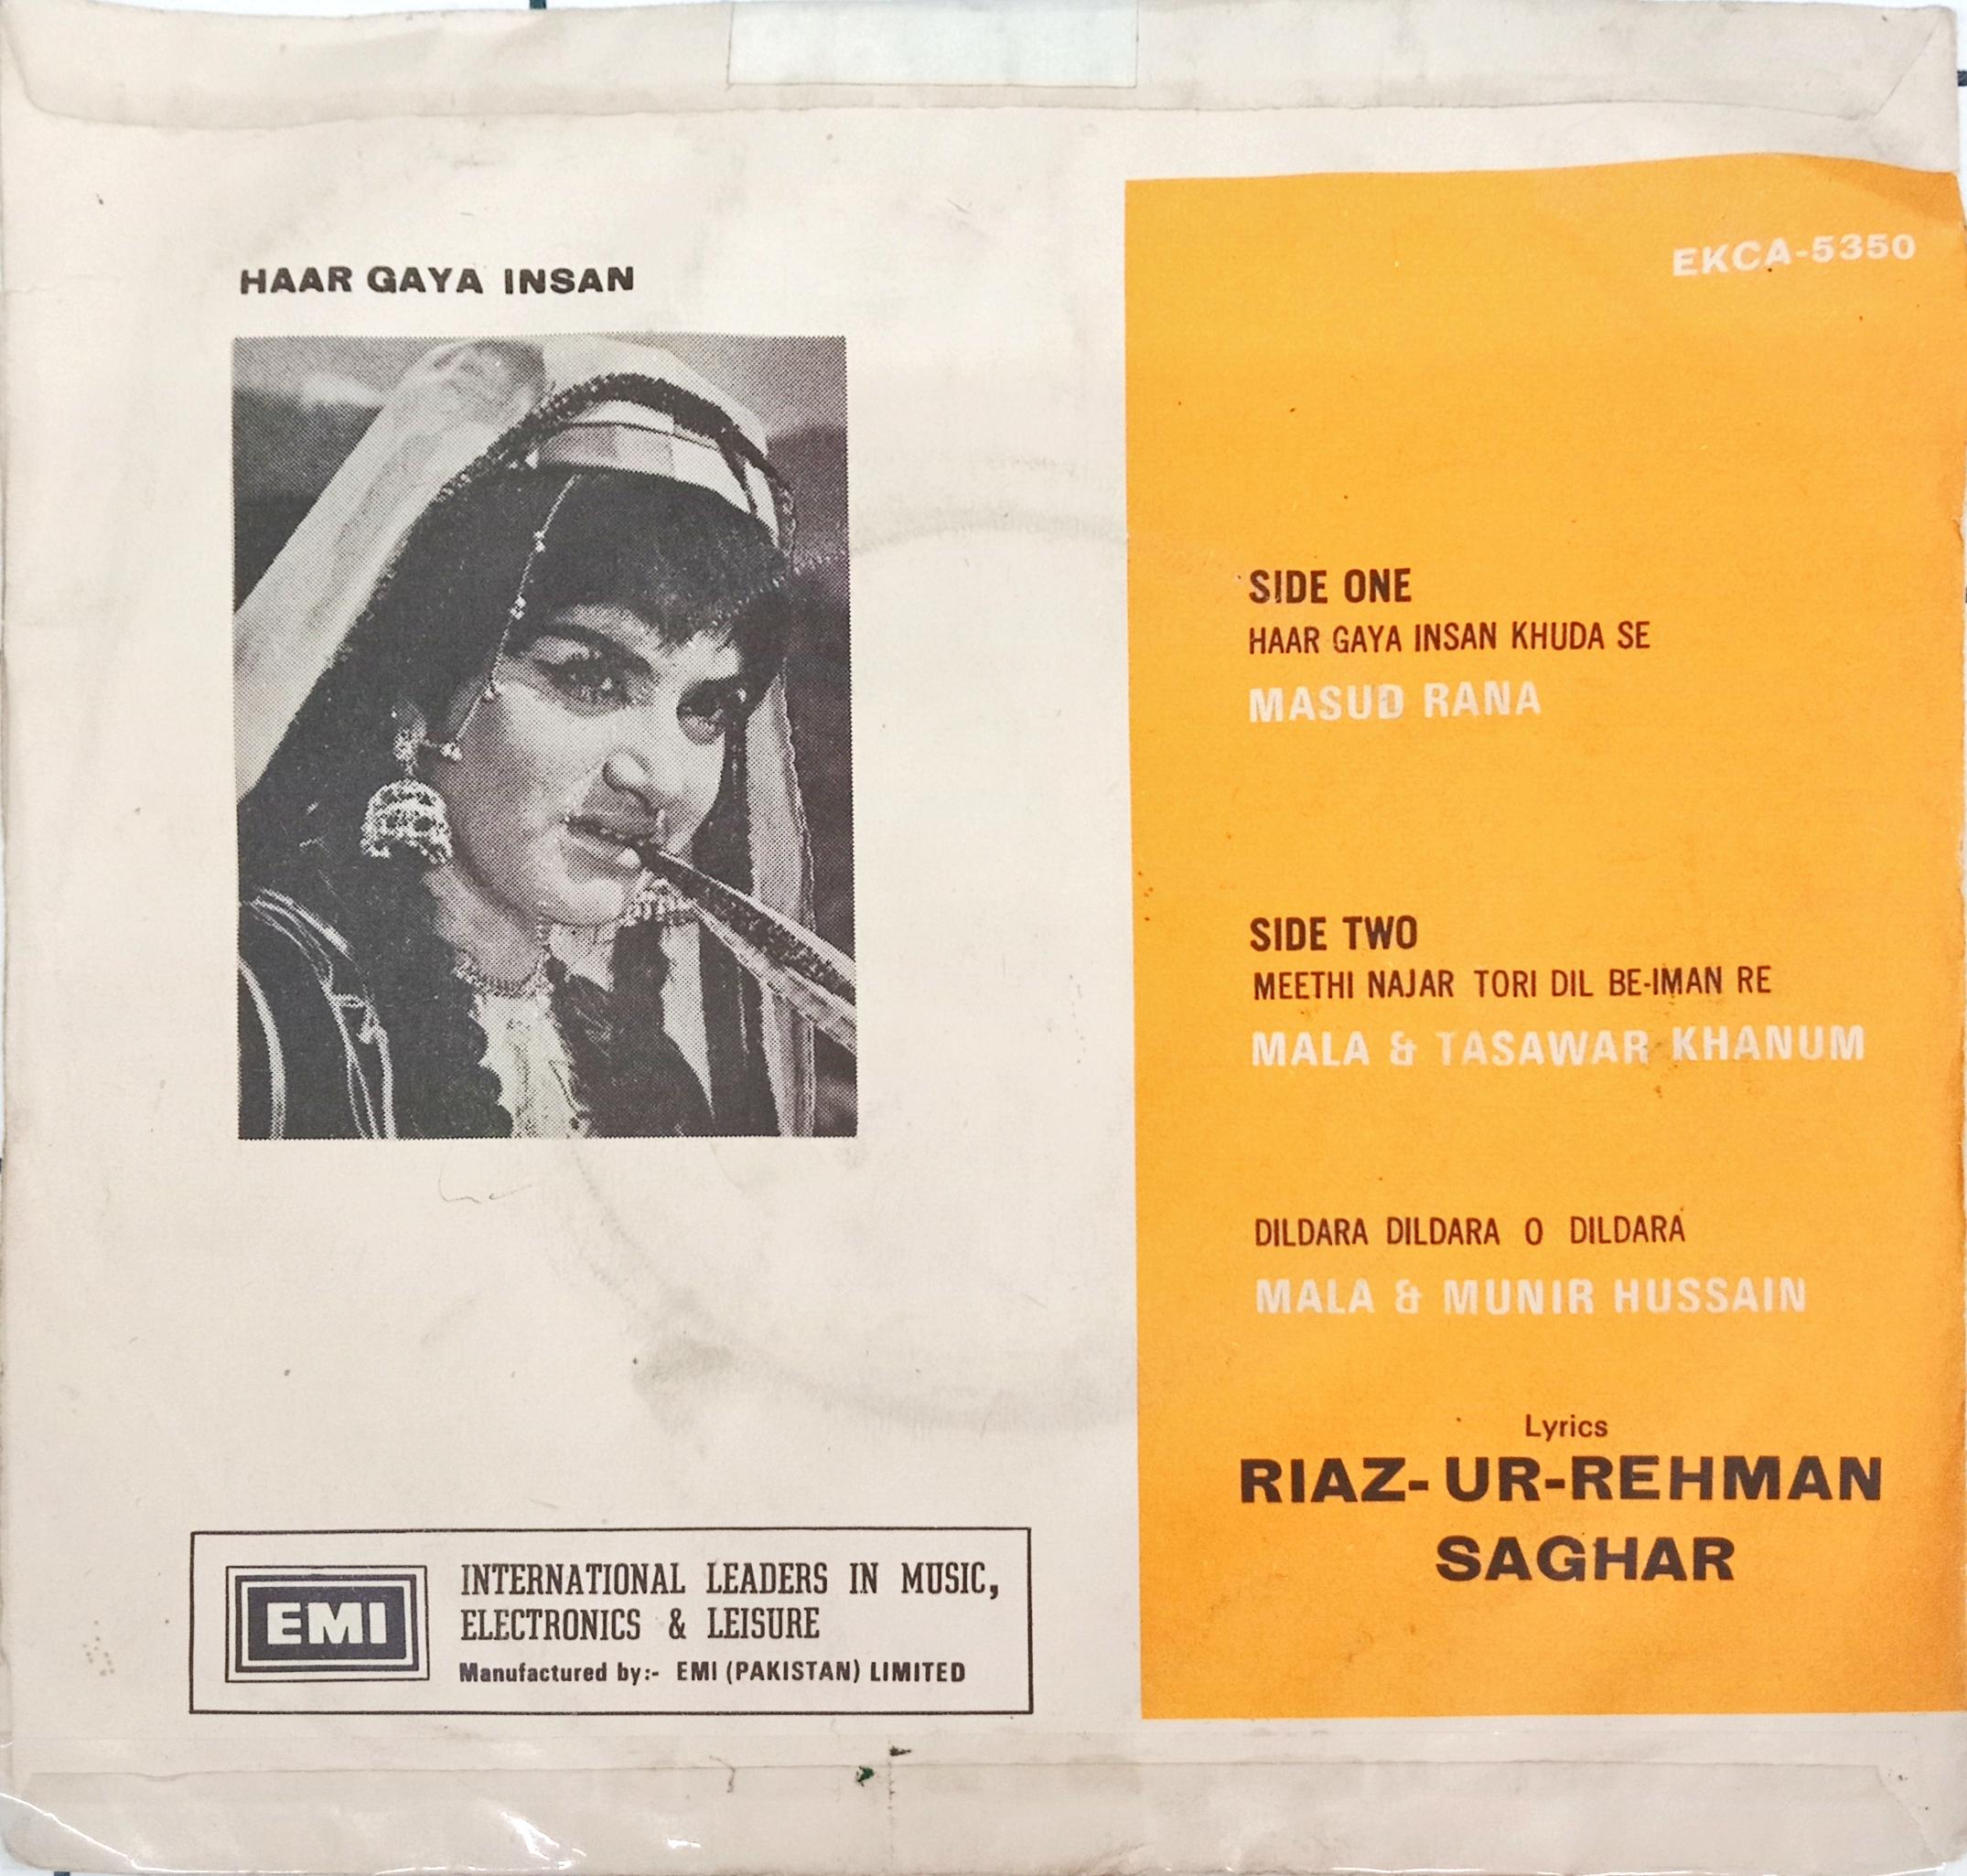 HAAR GAYA INSAN
EKCA-5350
SIDE ONE
HAAR GAYA INSAN KHUDA SE
MASUD RANA
SIDE TWO
MEETHI NAJAR TORI DIL BE-IMAN RE
MALA & TASAWAR KHANUM
DILDARA DILDARA O DILDARA
MALA & MUNIR HUSSAIN
Lyrics
RIAZ-UR-REHMAN
SAGHAR
EMI
INTERNATIONAL LEADERS IN MUSIC,
ELECTRONICS & LEISURE
Manufactured by:- EMI (PAKISTAN) LIMITED